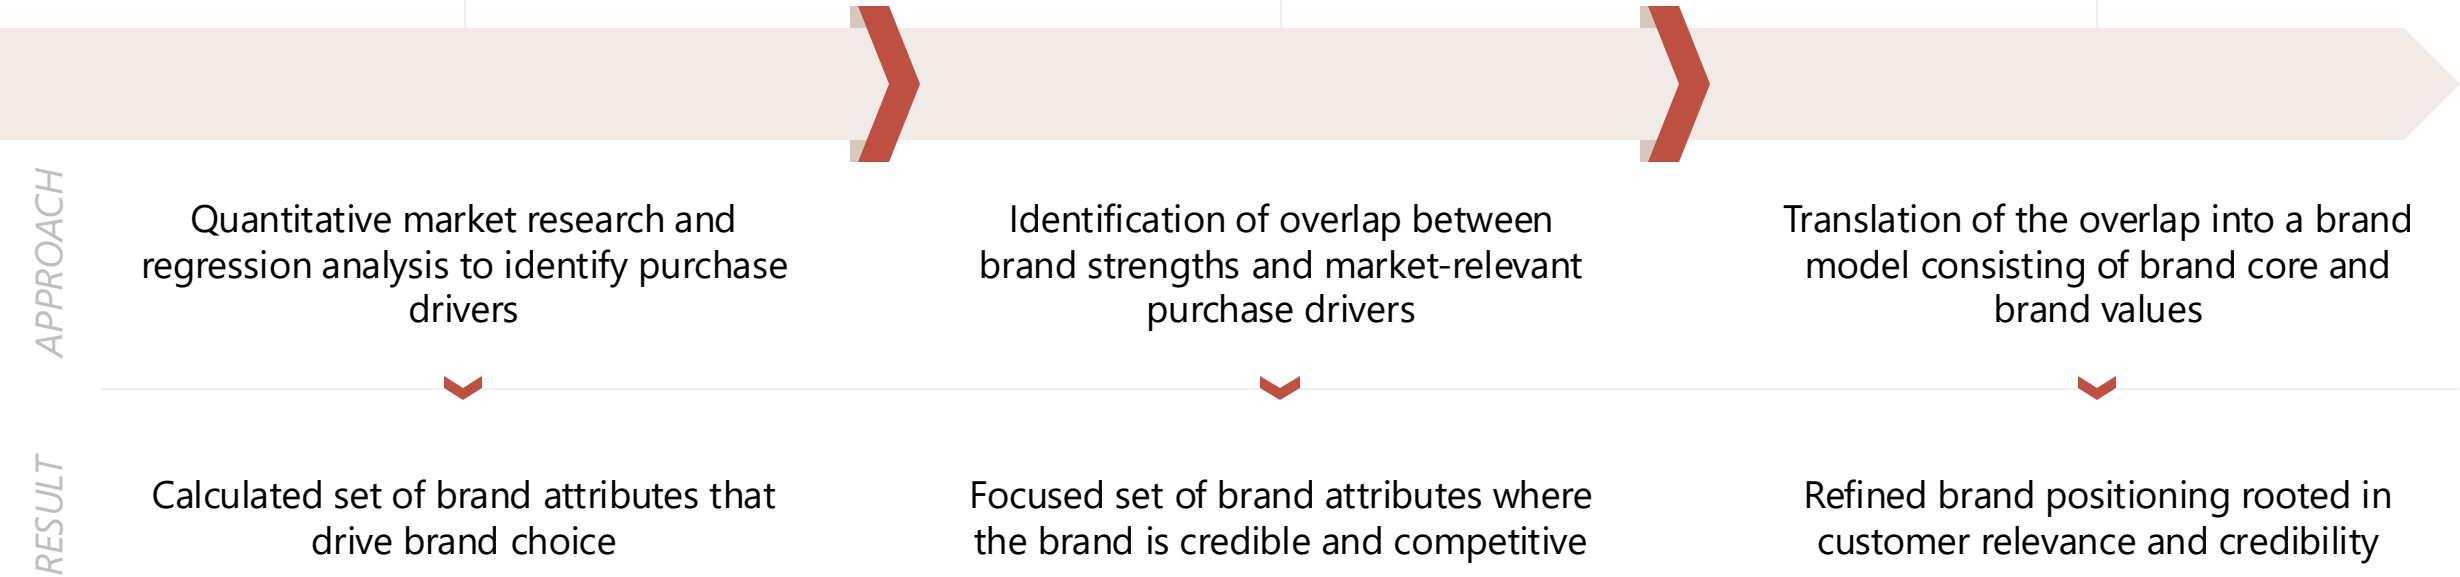 APPROACH
Quantitative market research and
regression analysis to identify purchase
drivers
Identification of overlap between
brand strengths and market-relevant
purchase drivers
Translation of the overlap into a brand
model consisting of brand core and
brand values
RESULT
Calculated set of brand attributes that
drive brand choice
Focused set of brand attributes where
the brand is credible and competitive
Refined brand positioning rooted in
customer relevance and credibility